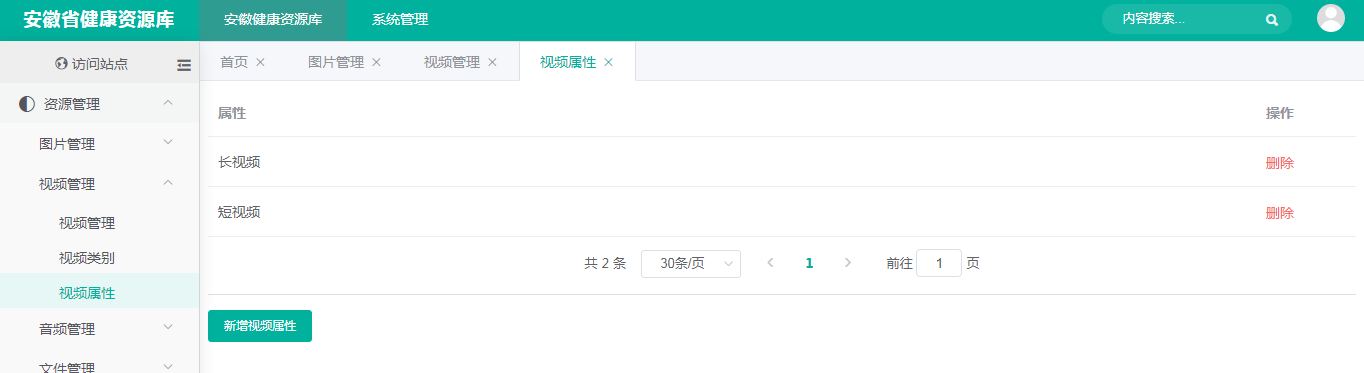 安徽省健康资源库
安徽健康资源库
系统管理
内容搜索...
访问站点
首页
图片管理
视频管理
视频属性
资源管理
图片管理
视频管理
视频管理
视频类别
视频属性
音频管理
文件管理
属性 操作
长视频 删除
短视频 删除
共 2 条 30条/页 1 前往 1 页
新增视频属性